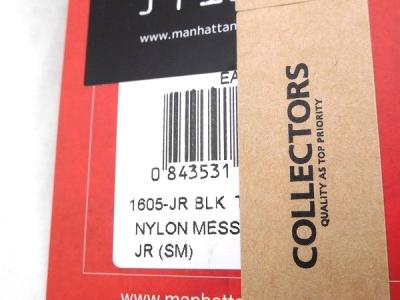 www.manhattan
EA
0 843531
1605-JR BLK
NYLON MESS
JR (SM)
www.manhattan
COLLECTORS
QUALITY AS TOP PRIORITY